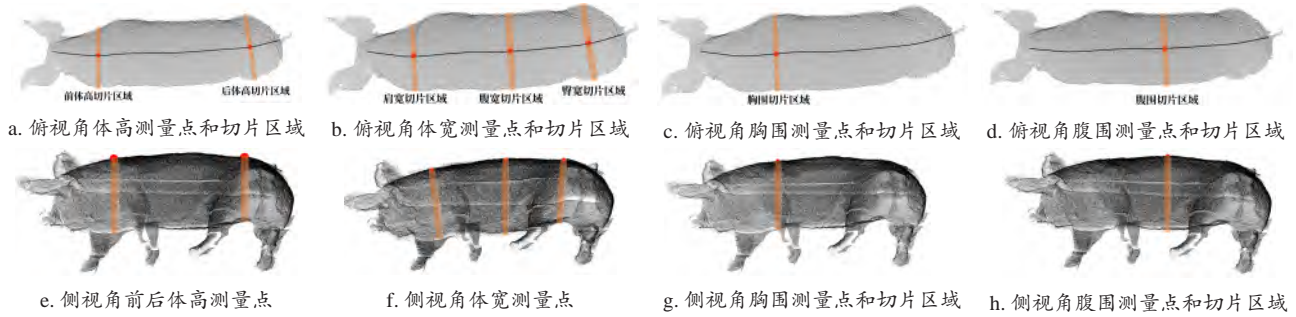 前体高切片区域
后体高切片区域
肩宽切片区域
腹宽切片区域
臀宽切片区域
胸围切片区域
腹围切片区域
a. 俯视角体高测量点和切片区域
b. 俯视角体宽测量点和切片区域
c. 俯视角胸围测量点和切片区域
d. 俯视角腹围测量点和切片区域
e. 侧视角前后体高测量点
f. 侧视角体宽测量点
g. 侧视角胸围测量点和切片区域
h. 侧视角腹围测量点和切片区域